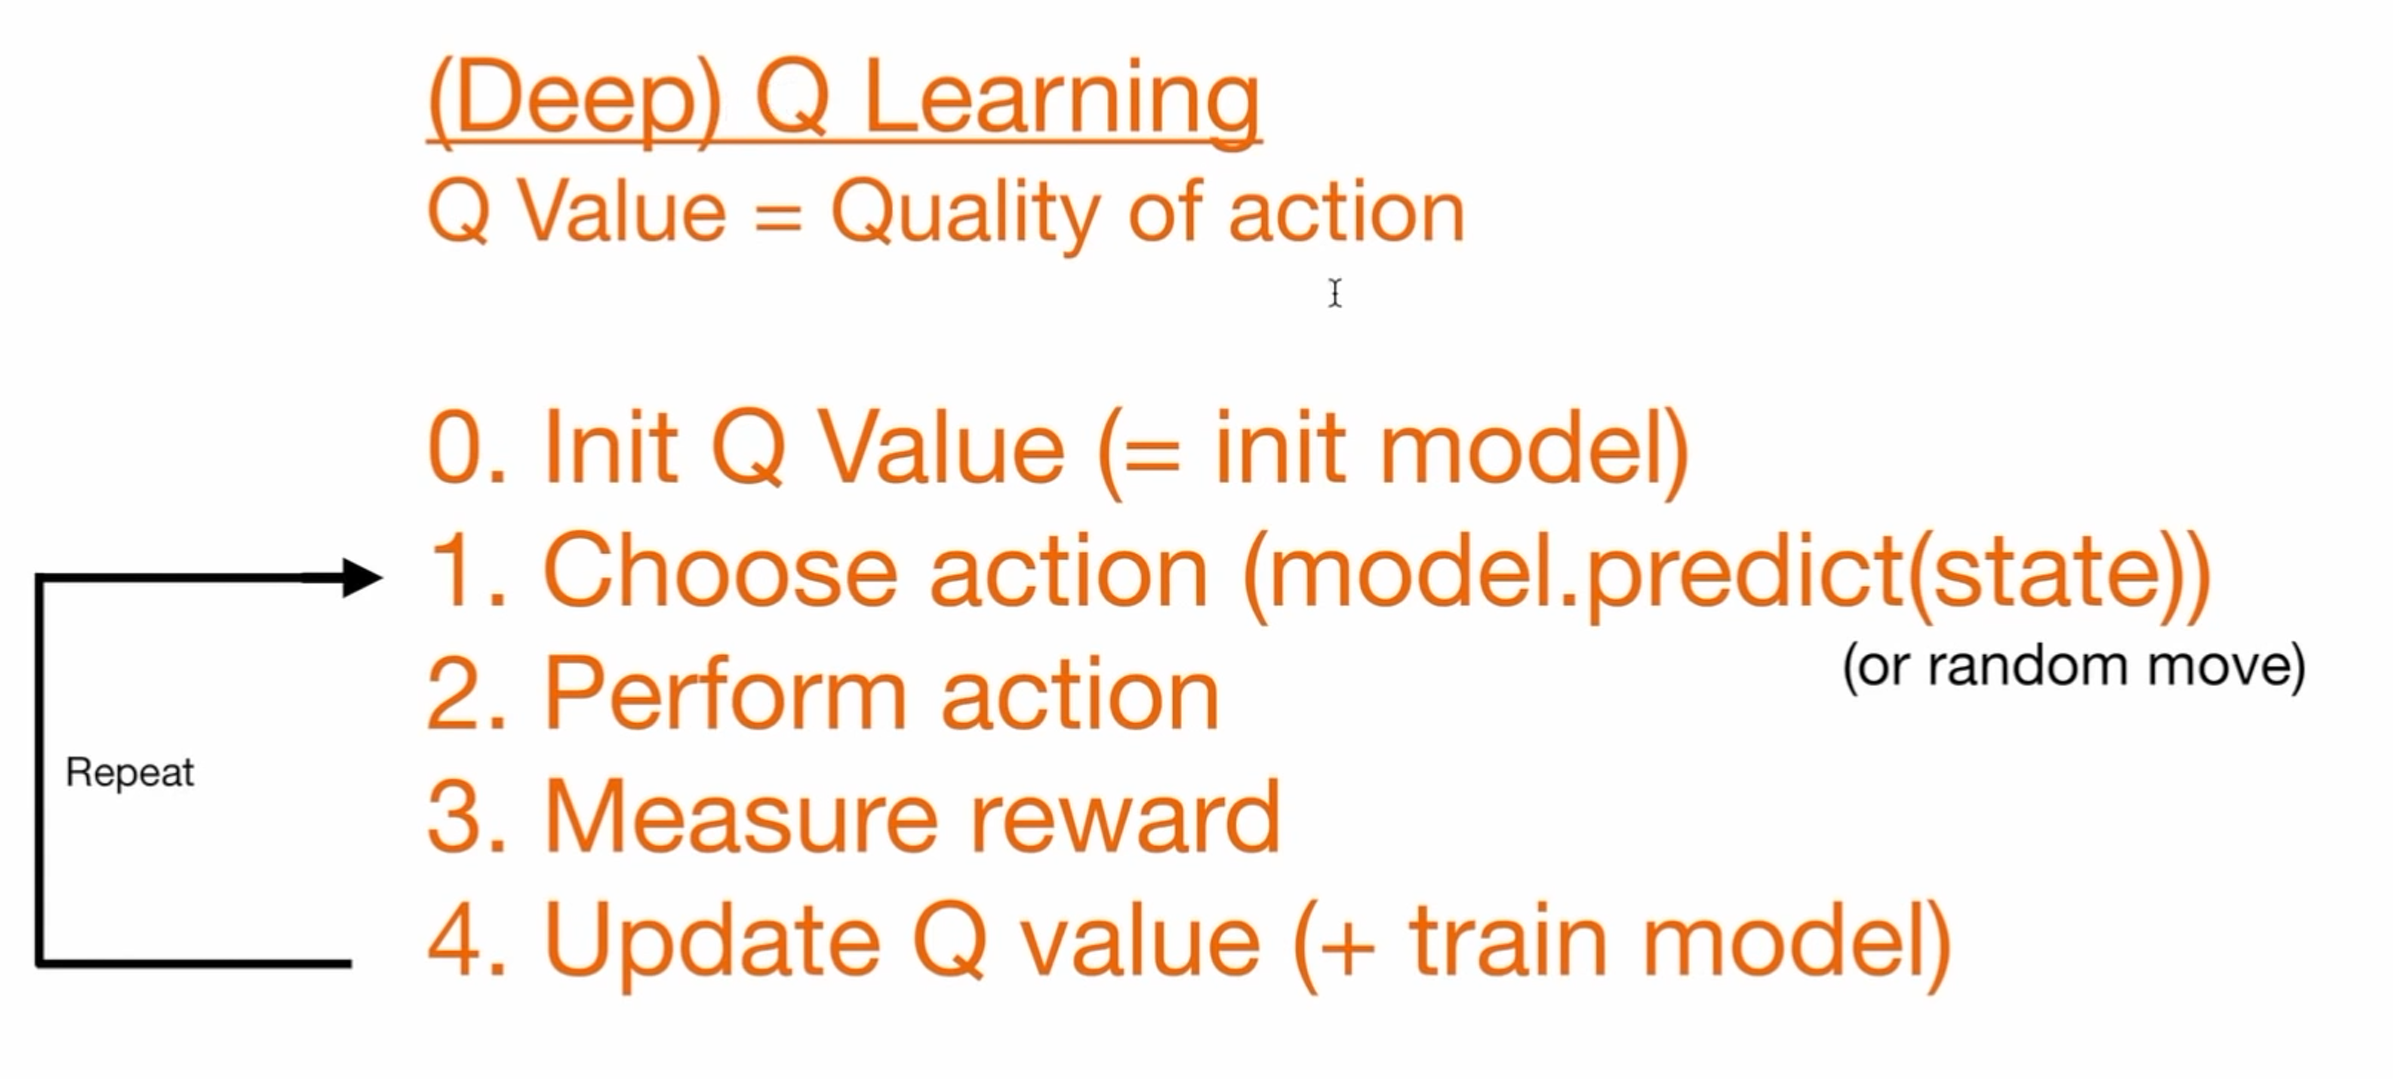 (Deep) Q Learning
Q Value = Quality of action
0. Init Q Value (= init model)
1. Choose action (model.predict(state))
(or random move)
2. Perform action
Repeat
3. Measure reward
4. Update Q value (+ train model)